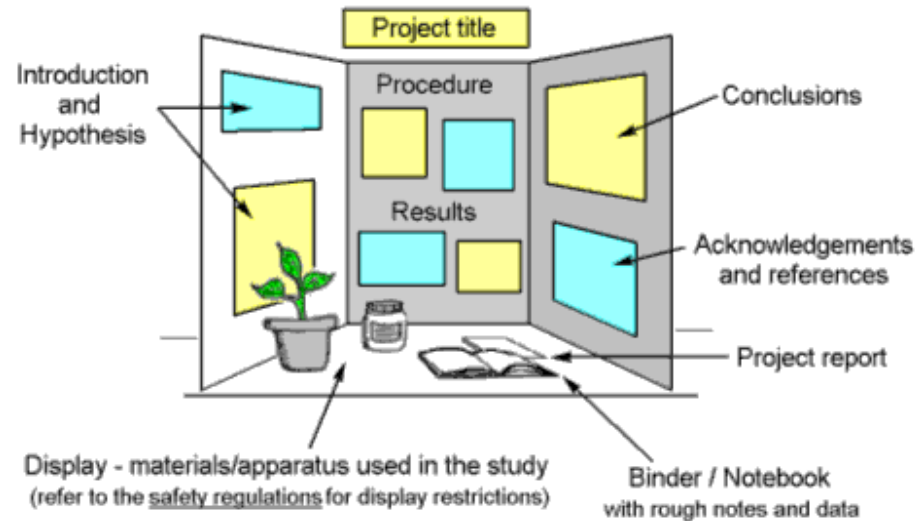 Project title
Introduction
and
Hypothesis
Procedure
Results
Conclusions
Acknowledgements
and references
Project report
Display - materials/apparatus used in the study
(refer to the safety regulations for display restrictions)
Binder / Notebook
with rough notes and data